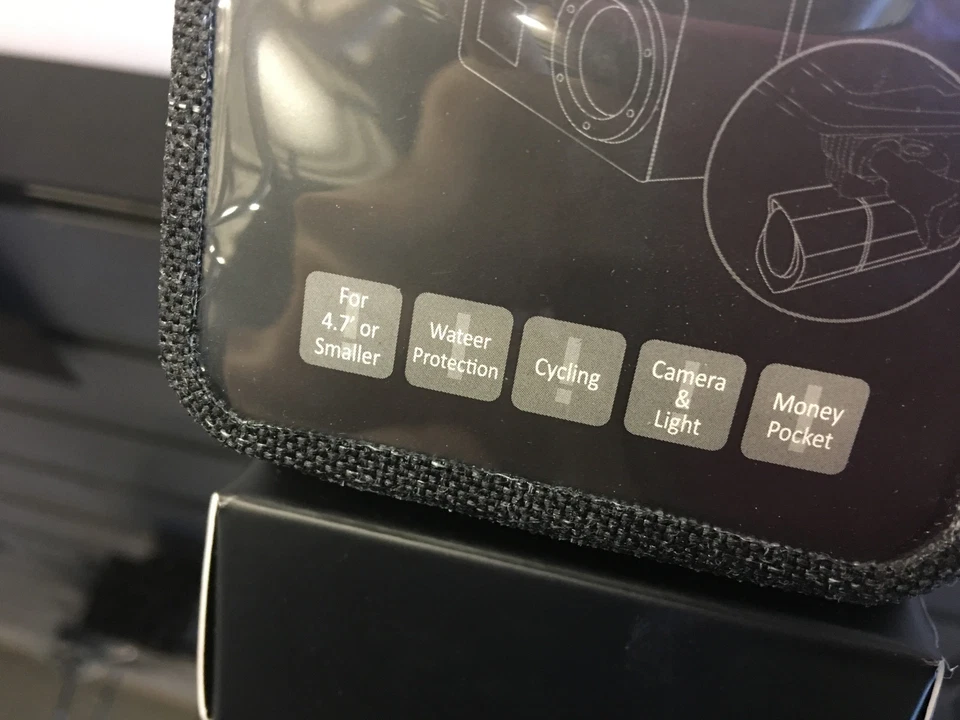 For
4.7' or
Smaller
Wateer
Protection
Cycling
Camera
&
Light
Money
Pocket